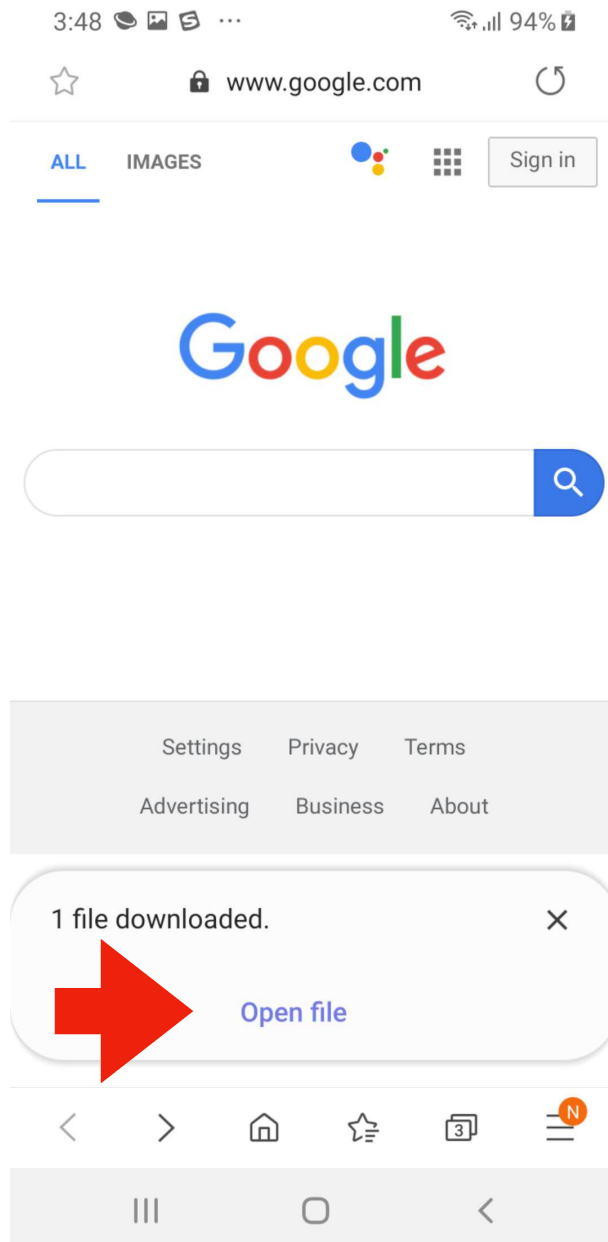 3:48 94%
www.google.com
ALL IMAGES Sign in
Google
Settings Privacy Terms
Advertising Business About
1 file downloaded.
Open file
3 N